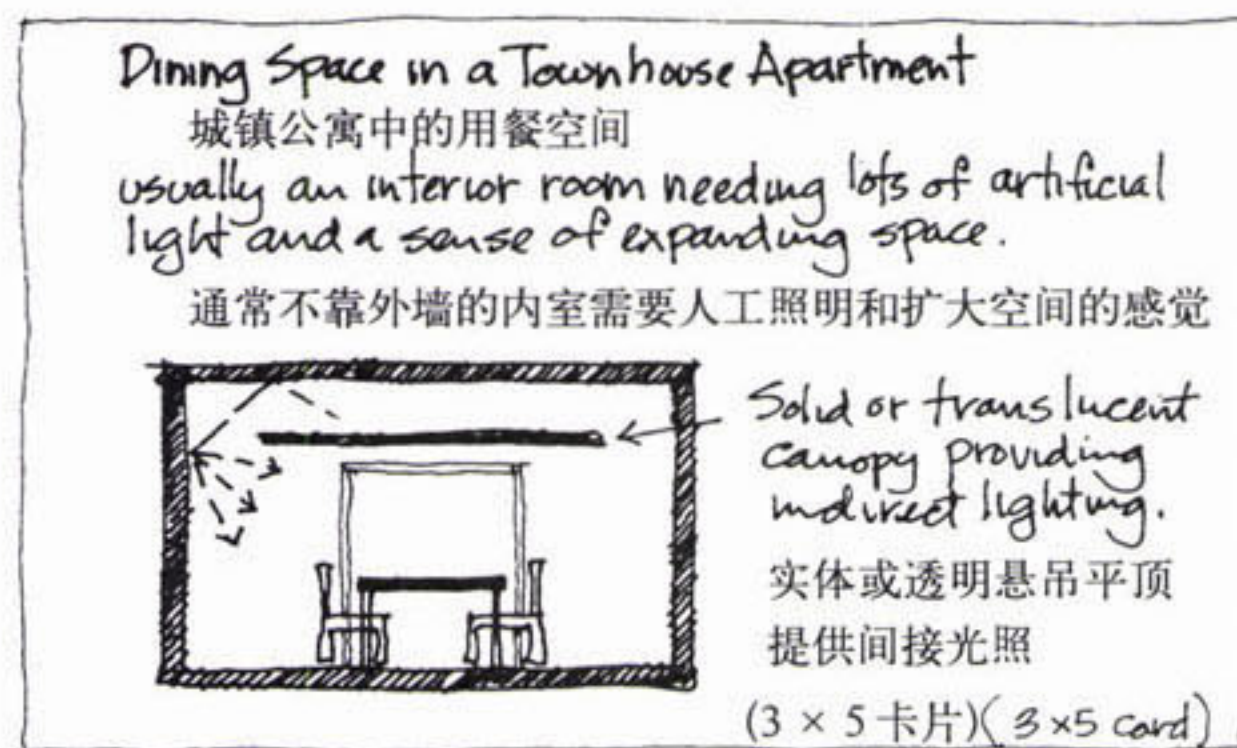 Dining Space in a Townhouse Apartment
城镇公寓中的用餐空间
usually an interior room needing lots of artificial
light and a sense of expanding space.
通常不靠外墙的内室需要人工照明和扩大空间的感觉
Solid or translucent
canopy providing
indirect lighting.
实体或透明悬吊平顶
提供间接光照
(3 × 5 卡片)(3×5 card)